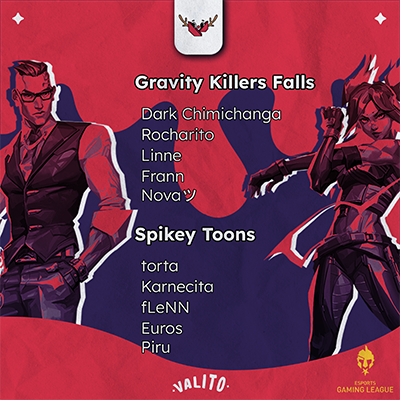 Gravity Killers Falls
Dark Chimichanga
Rocharito
Linne
Frann
Novaツ
Spikey Toons
torta
Karnecita
fLeNN
Euros
Piru
·VALITO·
ESPORTS
GAMING LEAGUE